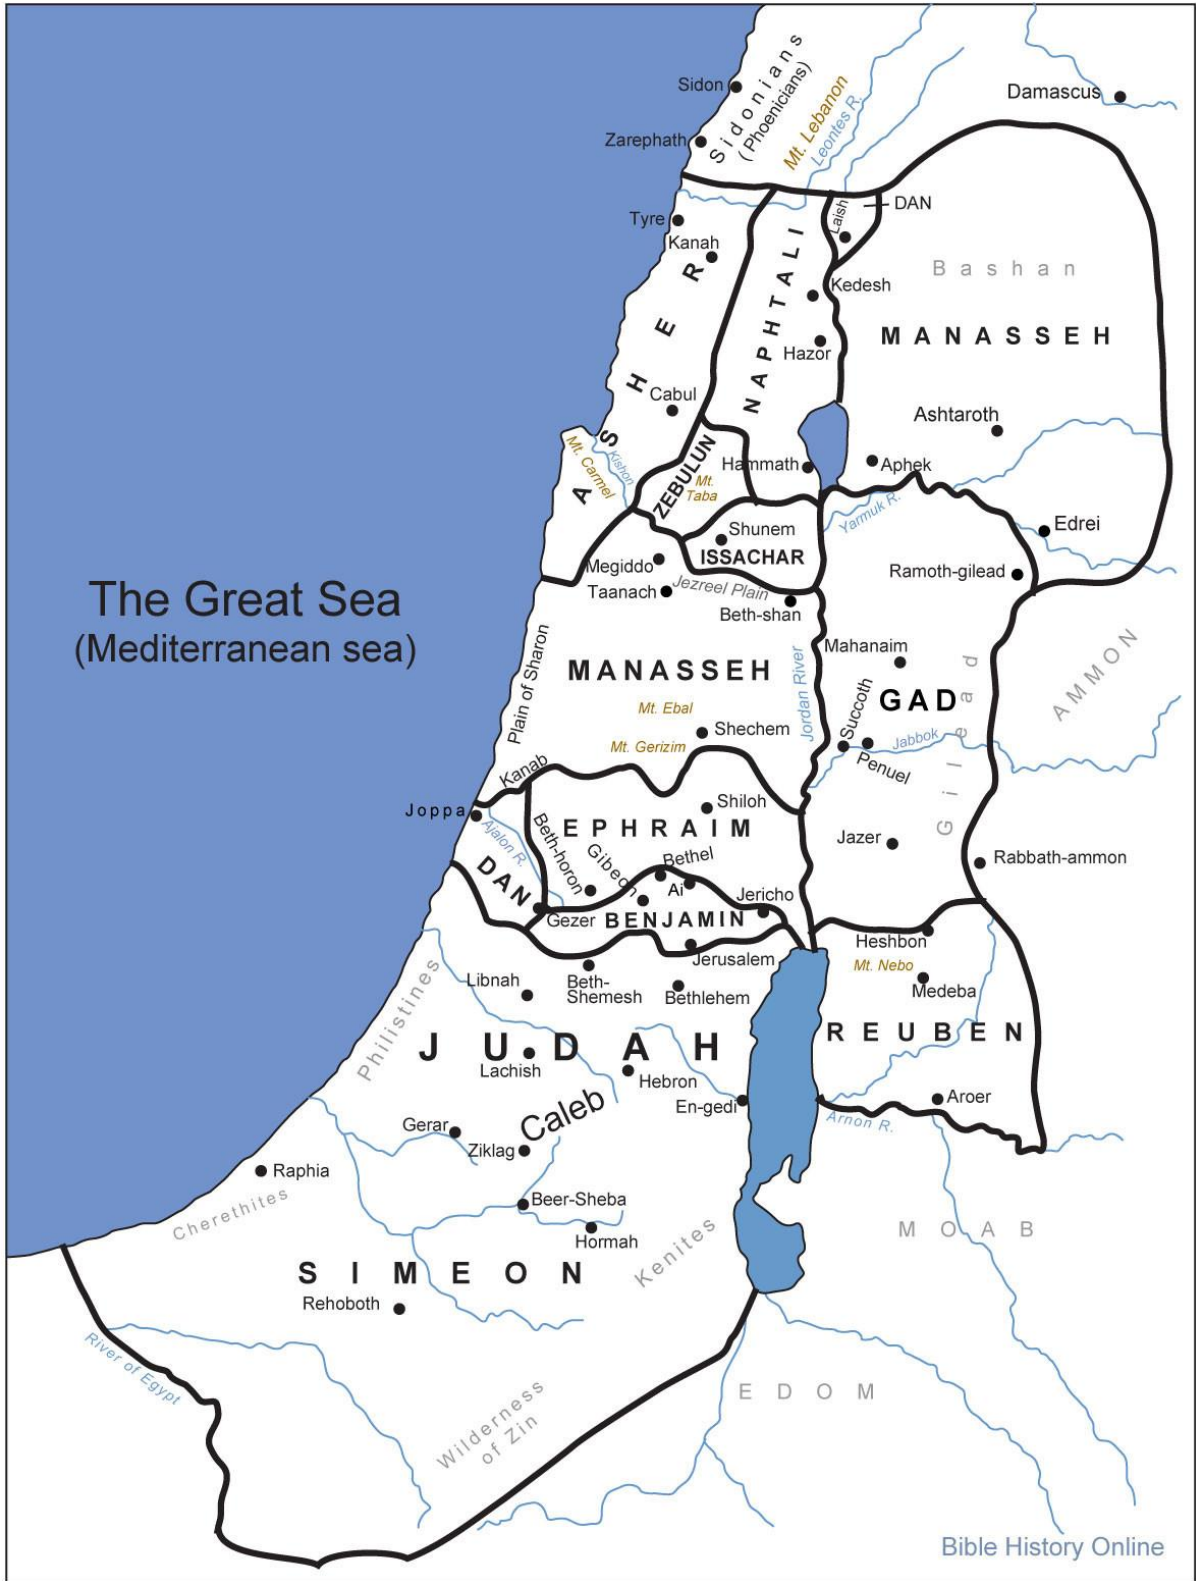 Sidonians
(Phoenicians)
Sidon
Damascus
Mt. Lebanon
Leontes R.
Zarephath
DAN
Laish
Tyre
Kanah
Bashan
Kedesh
NAPHTALI
MANASSEH
Hazor
ASHER
Cabul
Ashtaroth
Mt. Carmel
Kishon
ZEBULUN
Hammath
Aphek
Mt.
Taba
Yarmuk R.
Shunem
Edrei
ISSACHAR
Megiddo
Ramoth-gilead
Taanach
Jezreel Plain
Beth-shan
The Great Sea
(Mediterranean sea)
Plain of Sharon
Mahanaim
AMMON
MANASSEH
Jordan River
Succoth
GAD
Gilead
Mt. Ebal
Shechem
Jabbok
Mt. Gerizim
Penuel
Kanab
Joppa
Shiloh
Ajalon R.
EPHRAIM
Beth-horon
Gibeon
Jazer
Bethel
Rabbath-ammon
DAN
Ai
Jericho
Gezer
BENJAMIN
Heshbon
Jerusalem
Mt. Nebo
Philistines
Libnah
Beth-
Shemesh
Bethlehem
Medeba
REUBEN
JUDAH
Lachish
Hebron
En-gedi
Aroer
Caleb
Arnon R.
Gerar
Ziklag
Raphia
Cherethites
Beer-Sheba
Hormah
Kenites
MOAB
SIMEON
Rehoboth
River of Egypt
EDOM
Wilderness
of Zin
Bible History Online